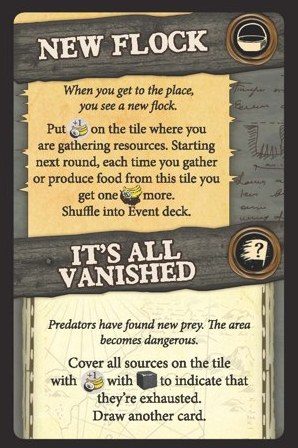 NEW FLOCK
When you get to the place,
you see a new flock.
Put +1 on the tile where you
are gathering resources. Starting
next round, each time you gather
or produce food from this tile you
get one more.
Shuffle into Event deck.
?
IT'S ALL
VANISHED
Predators have found new prey. The area
becomes dangerous.
Cover all sources on the tile
with +1 with to indicate that
they're exhausted.
Draw another card.